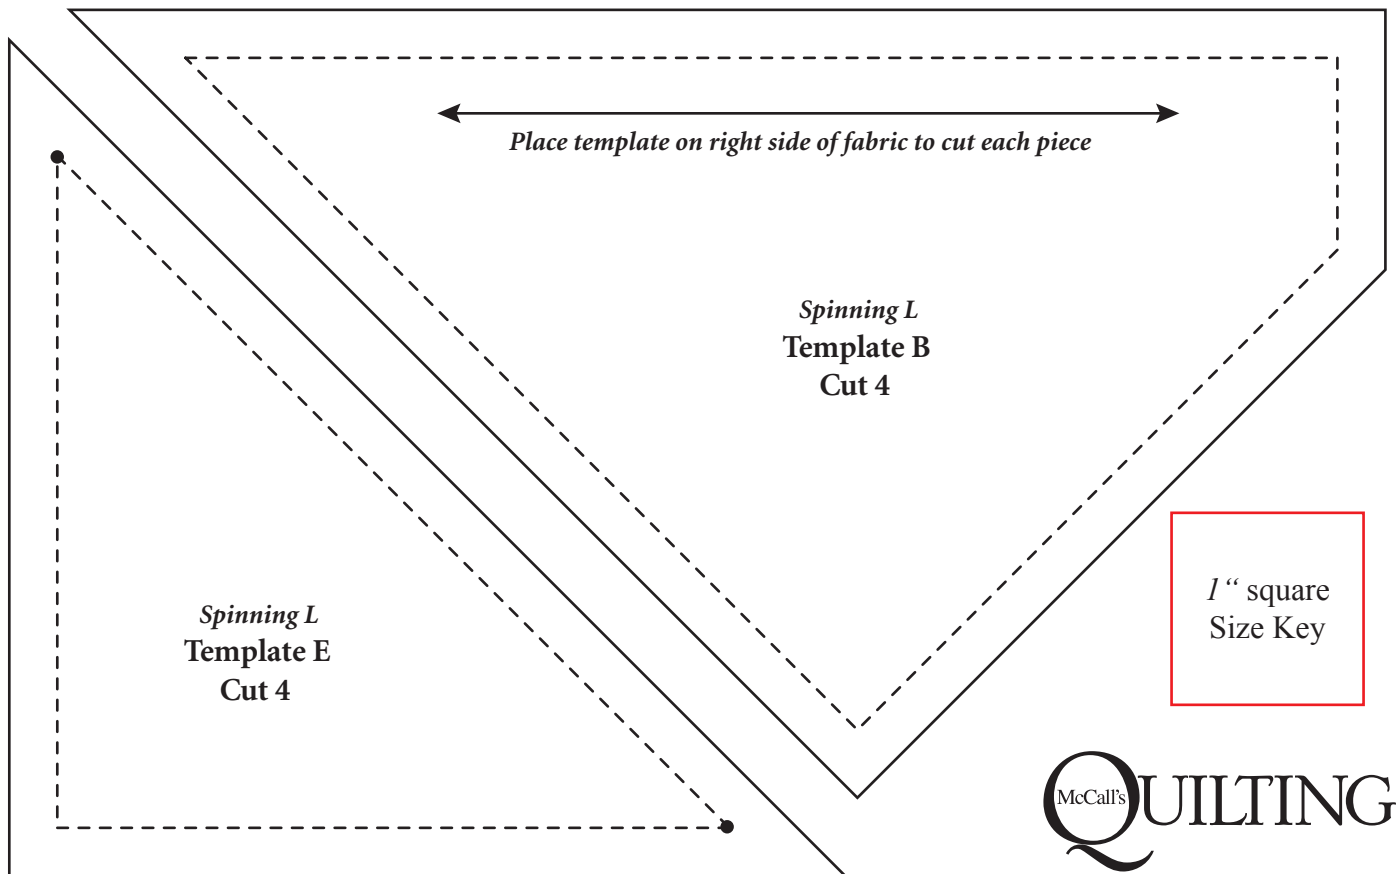 Place template on right side of fabric to cut each piece
Spinning L
Template B
Cut 4
Spinning L
Template E
Cut 4
1 “ square
Size Key
McCall's
QUILTING